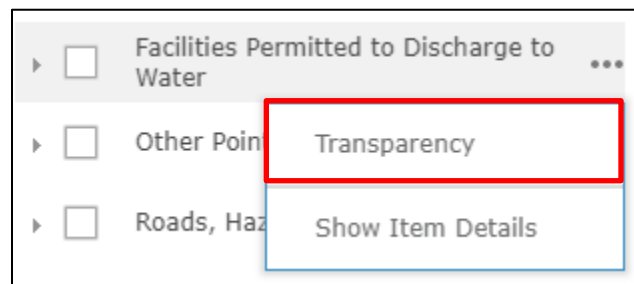 Facilities Permitted to Discharge to
Water
Other Poin
Transparency
Roads, Haz
Show Item Details